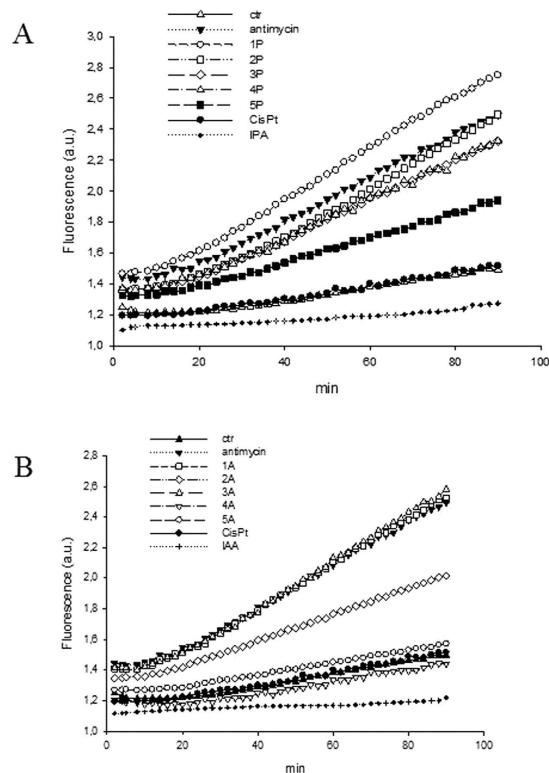 A
ctr
antimycin
1P
2P
3P
4P
5P
CisPt
IPA
Fluorescence (a.u.)
3,0
2,8
2,6
2,4
2,2
2,0
1,8
1,6
1,4
1,2
1,0
0 20 40 60 80 100
min
B
ctr
antimycin
1A
2A
3A
4A
5A
CisPt
IAA
Fluorescence (a.u.)
2,8
2,6
2,4
2,2
2,0
1,8
1,6
1,4
1,2
1,0
0 20 40 60 80 100
min